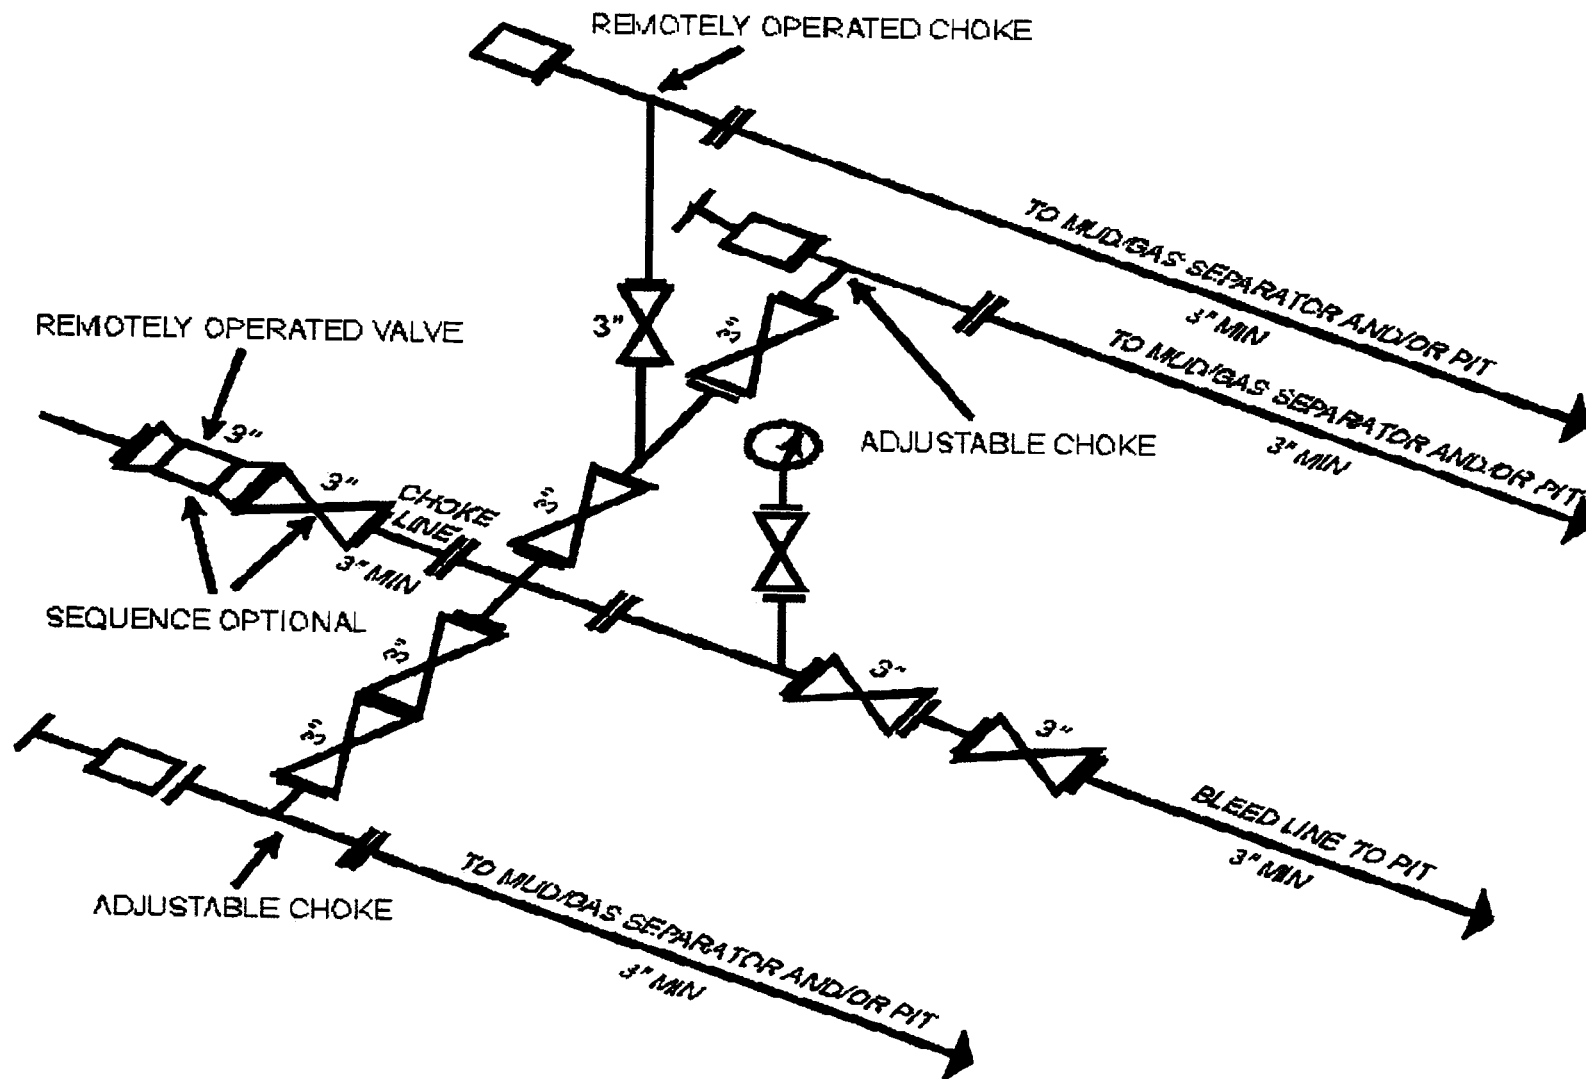 REMOTELY OPERATED CHOKE
TO MUD/GAS SEPARATOR AND/OR PIT
3" MIN
TO MUD/GAS SEPARATOR AND/OR PIT
3" MIN
3"
3"
REMOTELY OPERATED VALVE
ADJUSTABLE CHOKE
3"
3"
CHOKE
LINE
3" MIN
3"
SEQUENCE OPTIONAL
3"
3"
3"
3"
BLEED LINE TO PIT
3" MIN
ADJUSTABLE CHOKE
TO MUD/GAS SEPARATOR AND/OR PIT
3" MIN